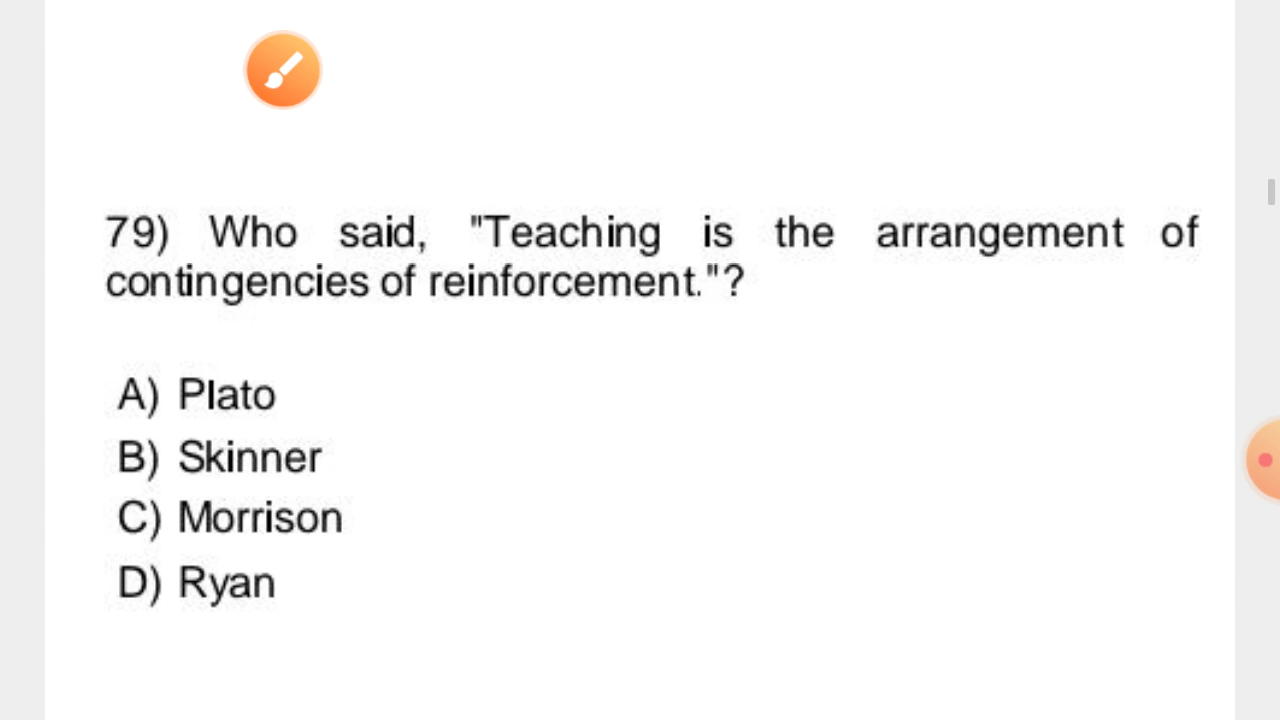 79) Who said, "Teaching is the arrangement of
contingencies of reinforcement."?
A) Plato
B) Skinner
C) Morrison
D) Ryan